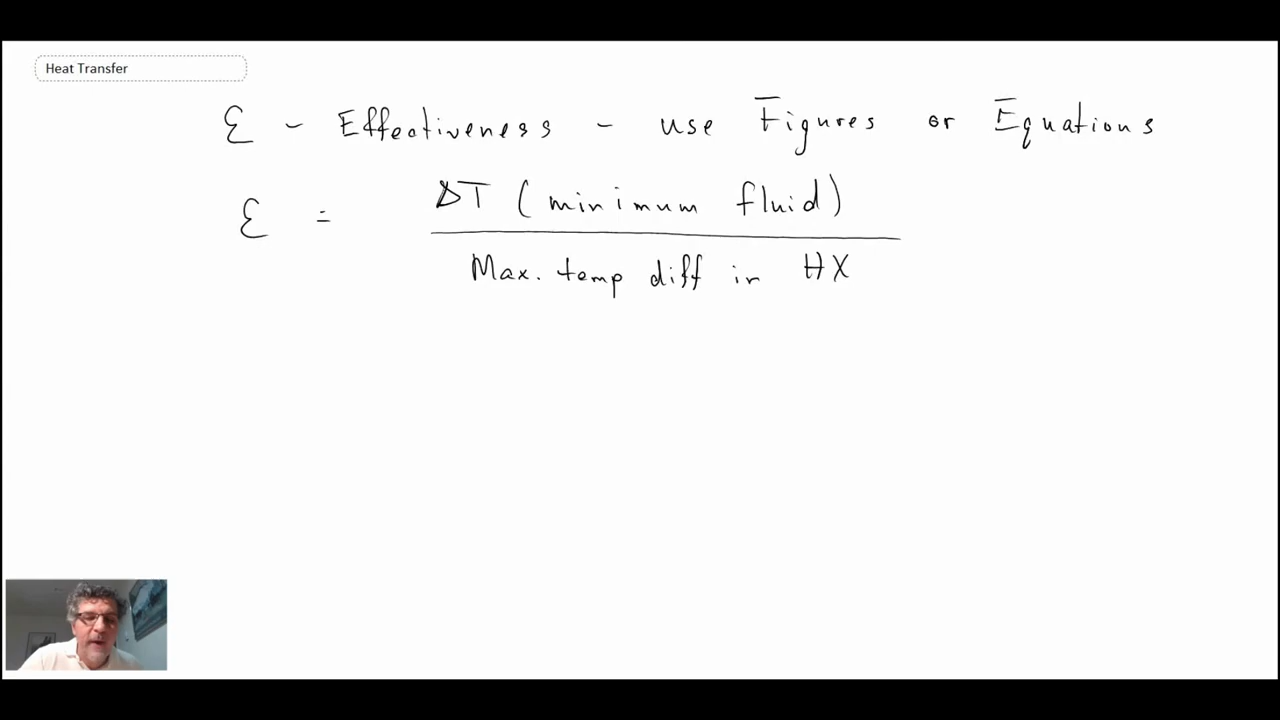 Heat Transfer
ε - Effectiveness - use Figures or Equations
ε = ΔT (minimum fluid)
Max. temp diff in HX